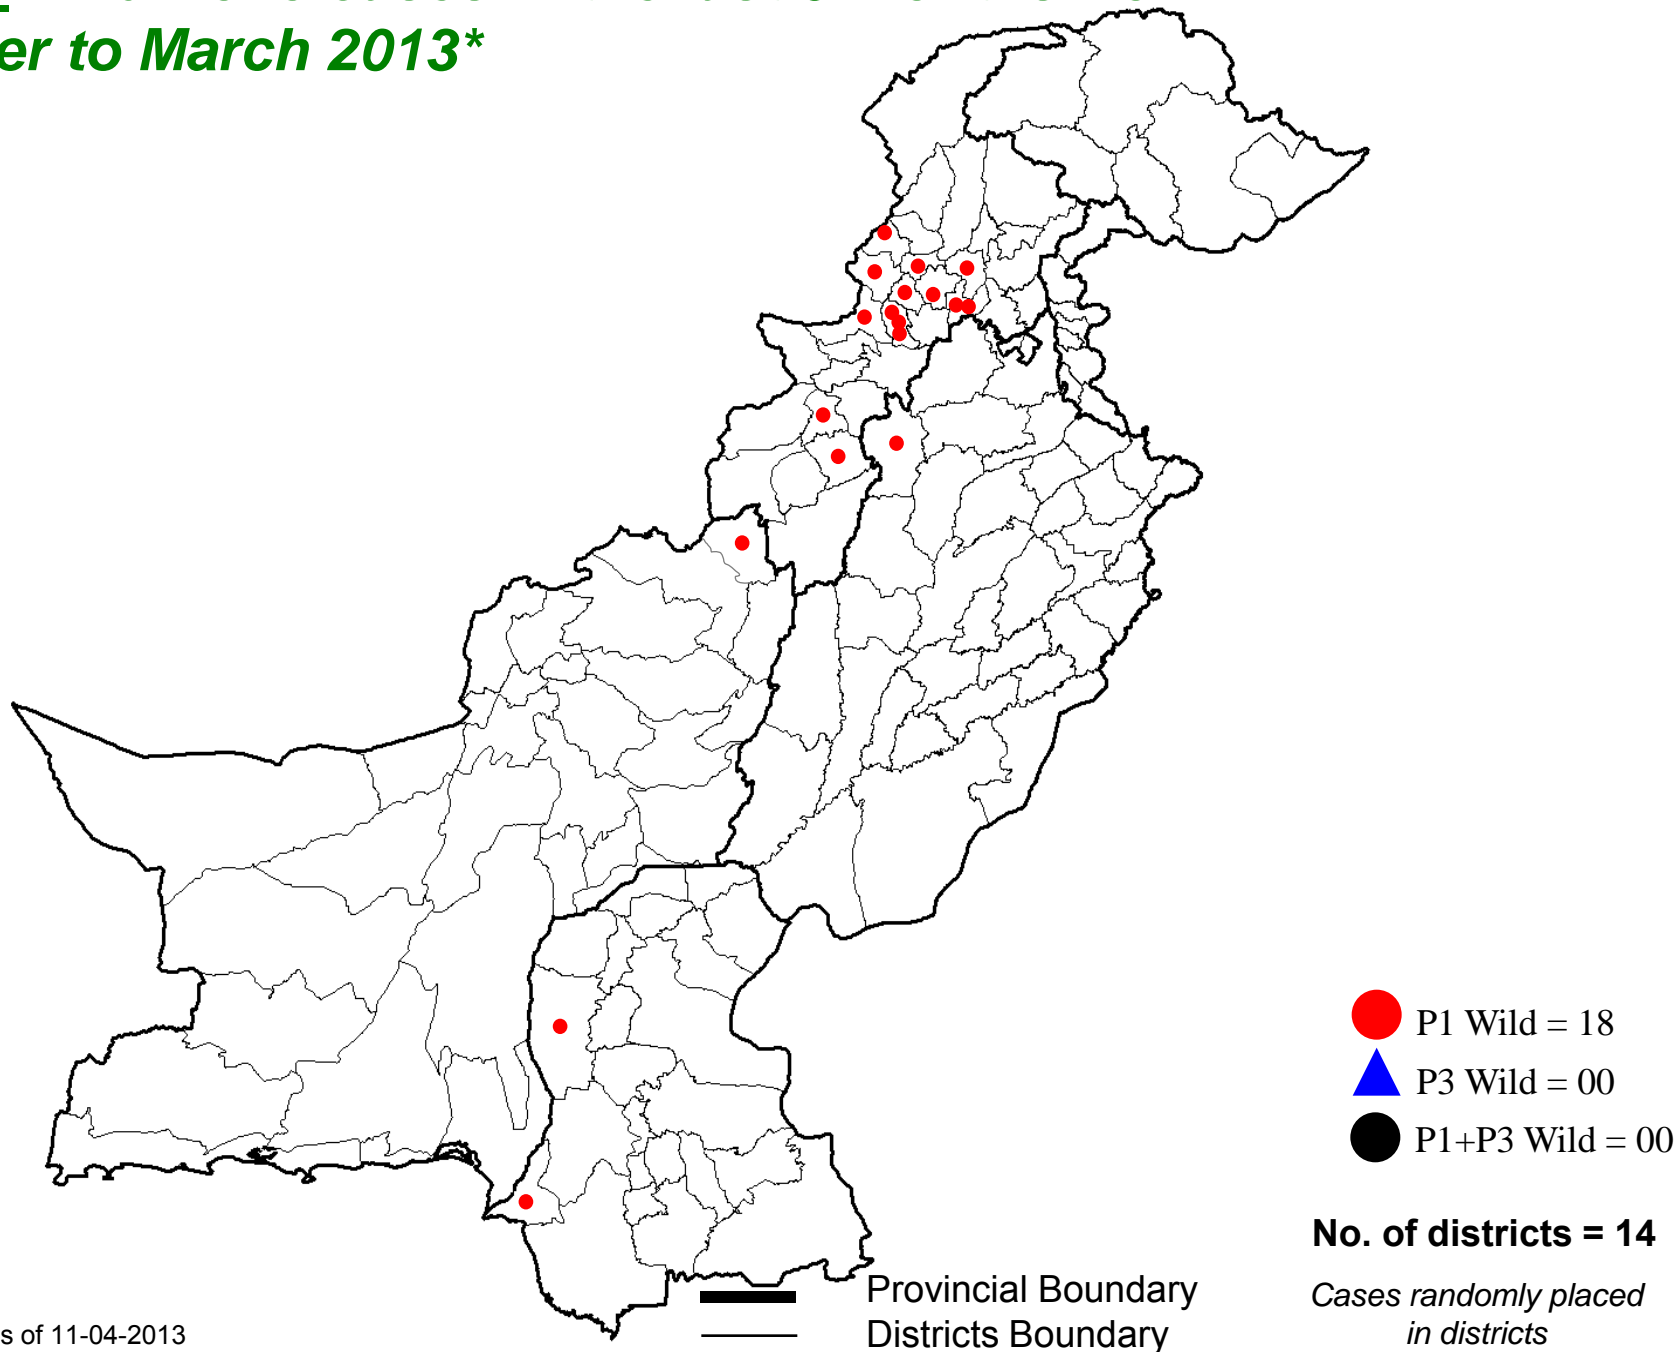 er to March 2013*
P1 Wild = 18
P3 Wild = 00
P1+P3 Wild = 00
No. of districts = 14
Cases randomly placed
in districts
Provincial Boundary
Districts Boundary
s of 11-04-2013